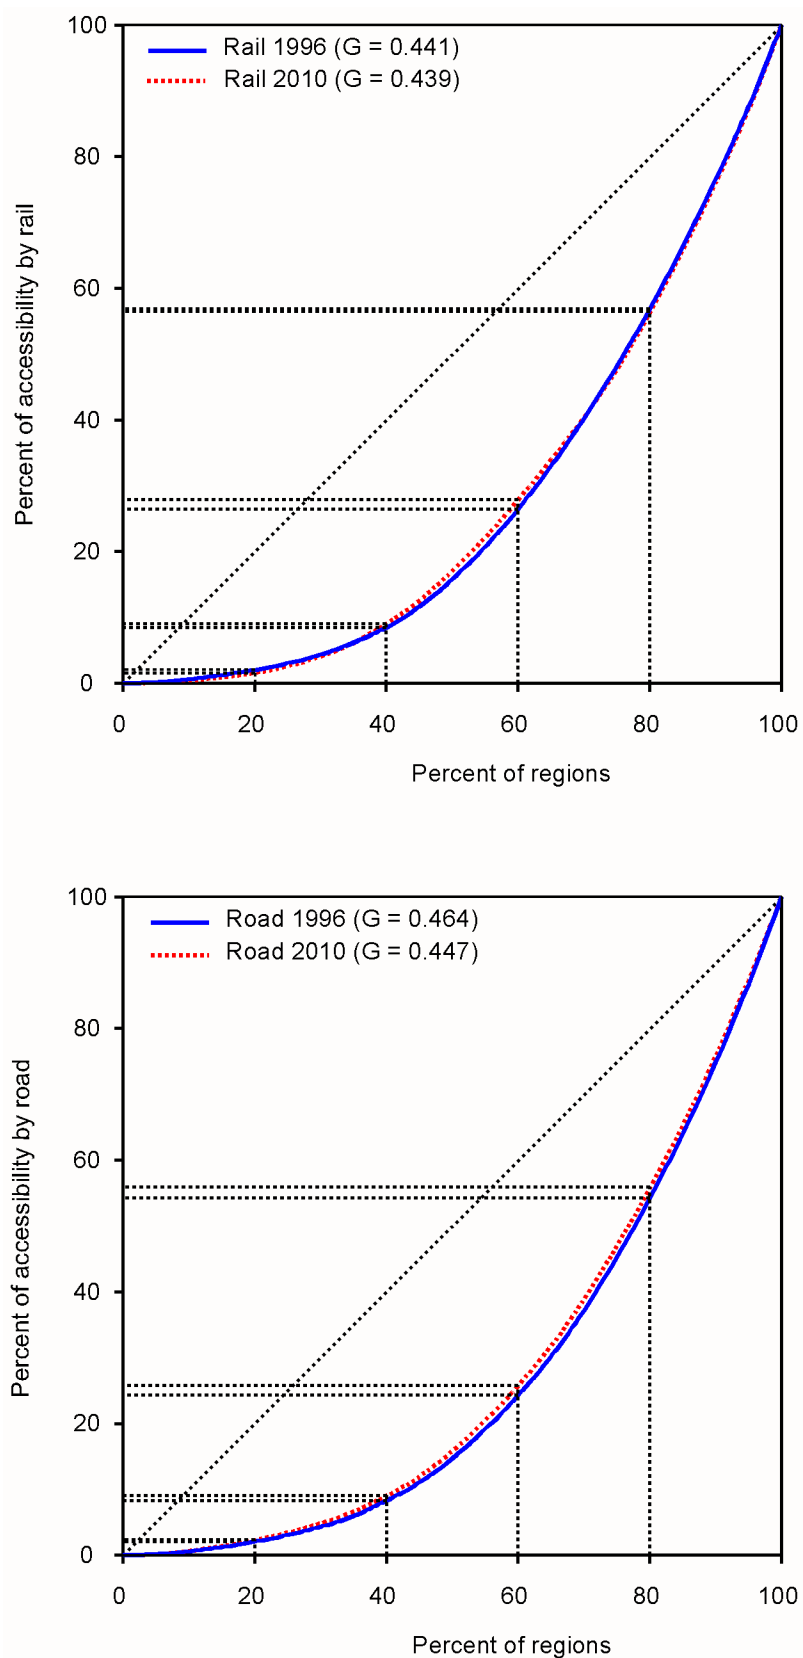 100
Rail 1996 (G = 0.441)
Rail 2010 (G = 0.439)
80
60
40
20
0
Percent of accessibility by rail
0 20 40 60 80 100
Percent of regions
100
Road 1996 (G = 0.464)
Road 2010 (G = 0.447)
80
60
40
20
0
Percent of accessibility by road
0 20 40 60 80 100
Percent of regions